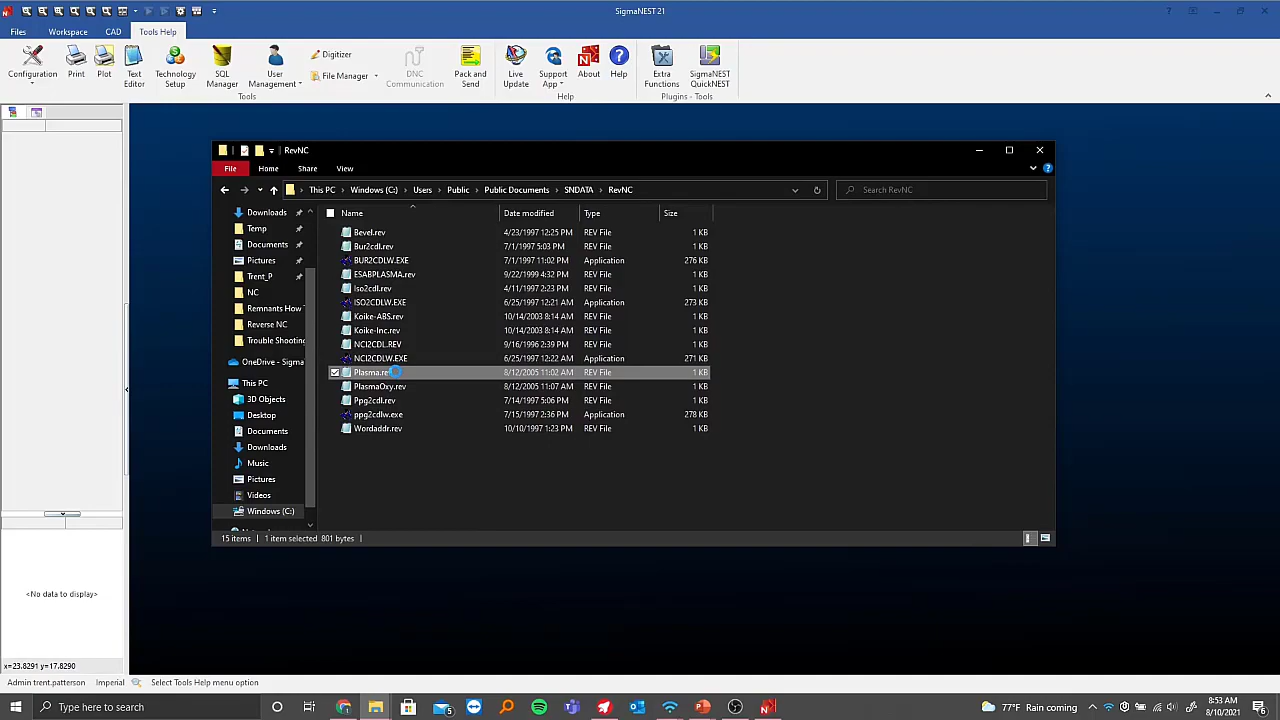 SigmaNEST 21
Files Workspace CAD Tools Help
Configuration Print Plot Text Editor Technology Setup SQL Manager User Management Digitizer File Manager DNC Communication Pack and Send Live Update Support App About Help Extra Functions SigmaNEST QuickNEST
Tools Help Plugins - Tools
RevNC
File Home Share View
This PC Windows (C:) Users Public Public Documents SNDATA RevNC Search RevNC
Name Date modified Type Size
Downloads
Temp
Documents
Pictures
Trent_P
NC
Remnants How
Reverse NC
Trouble Shooting
OneDrive - Sigma
This PC
3D Objects
Desktop
Documents
Downloads
Music
Pictures
Videos
Windows (C:)
Bevel.rev 4/23/1997 12:25 PM REV File 1 KB
Bur2cdl.rev 7/1/1997 5:03 PM REV File 1 KB
BUR2CDLW.EXE 7/1/1997 11:02 PM Application 276 KB
ESABPLASMA.rev 9/22/1999 4:32 PM REV File 1 KB
Iso2cdl.rev 4/11/1997 2:23 PM REV File 1 KB
ISO2CDLW.EXE 6/25/1997 12:21 AM Application 273 KB
Koike-ABS.rev 10/14/2003 8:14 AM REV File 1 KB
Koike-Inc.rev 10/14/2003 8:14 AM REV File 1 KB
NCI2CDL.REV 9/16/1996 2:39 PM REV File 1 KB
NCI2CDLW.EXE 6/25/1997 12:22 AM Application 271 KB
Plasma.rev 8/12/2005 11:02 AM REV File 1 KB
PlasmaOxy.rev 8/12/2005 11:07 AM REV File 1 KB
Ppg2cdl.rev 7/14/1997 5:06 PM REV File 1 KB
ppg2cdlw.exe 7/15/1997 2:36 PM Application 278 KB
Wordaddr.rev 10/10/1997 1:23 PM REV File 1 KB
15 items 1 item selected 801 bytes
<No data to display>
x=23.8291 y=17.8290
Admin trent.patterson Imperial Select Tools Help menu option
Type here to search
77°F Raining coming
8:53 AM
8/10/2021